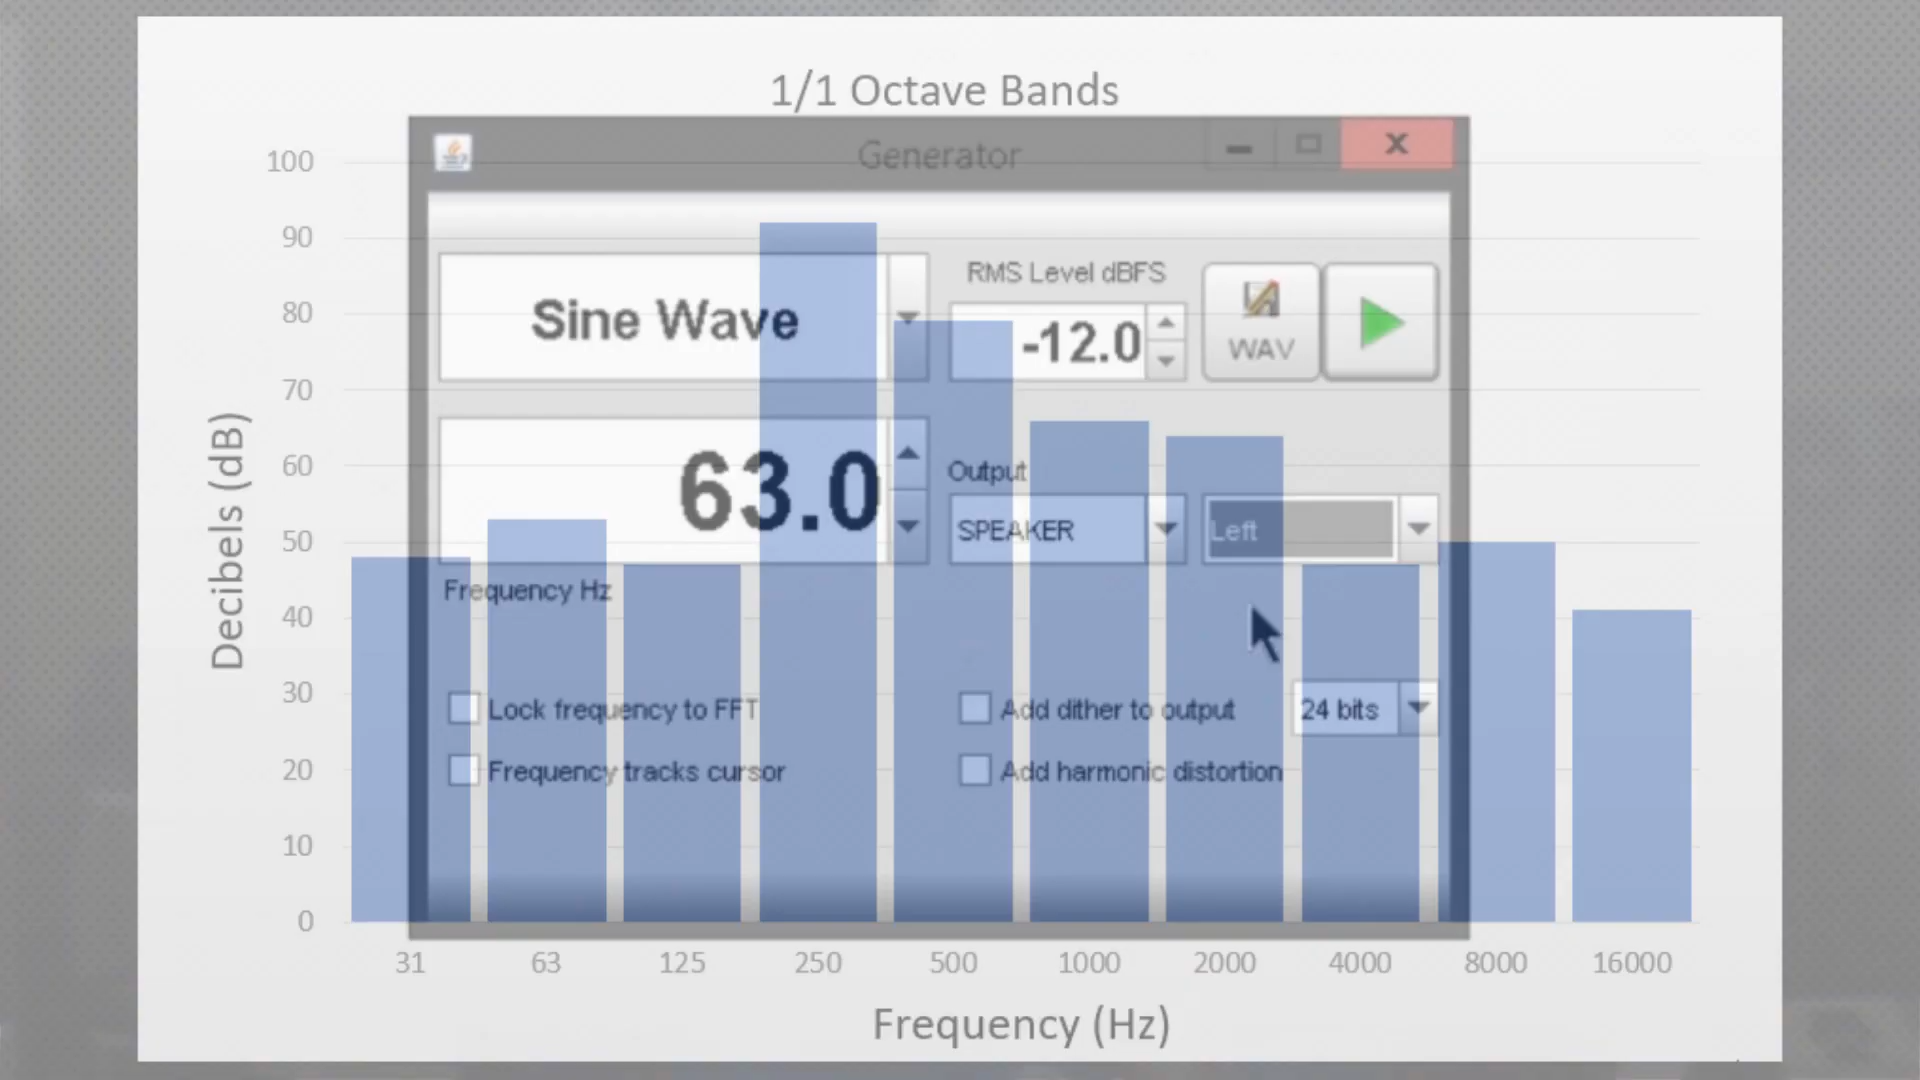 1/1 Octave Bands
Generator
100
90
80
70
60
50
40
30
20
10
0
Decibels (dB)
Sine Wave
RMS Level dBFS
-12.0
WAV
63.0
Frequency Hz
Output
SPEAKER
Left
Lock frequency to FFT
Add dither to output
24 bits
Frequency tracks cursor
Add harmonic distortion
31 63 125 250 500 1000 2000 4000 8000 16000
Frequency (Hz)